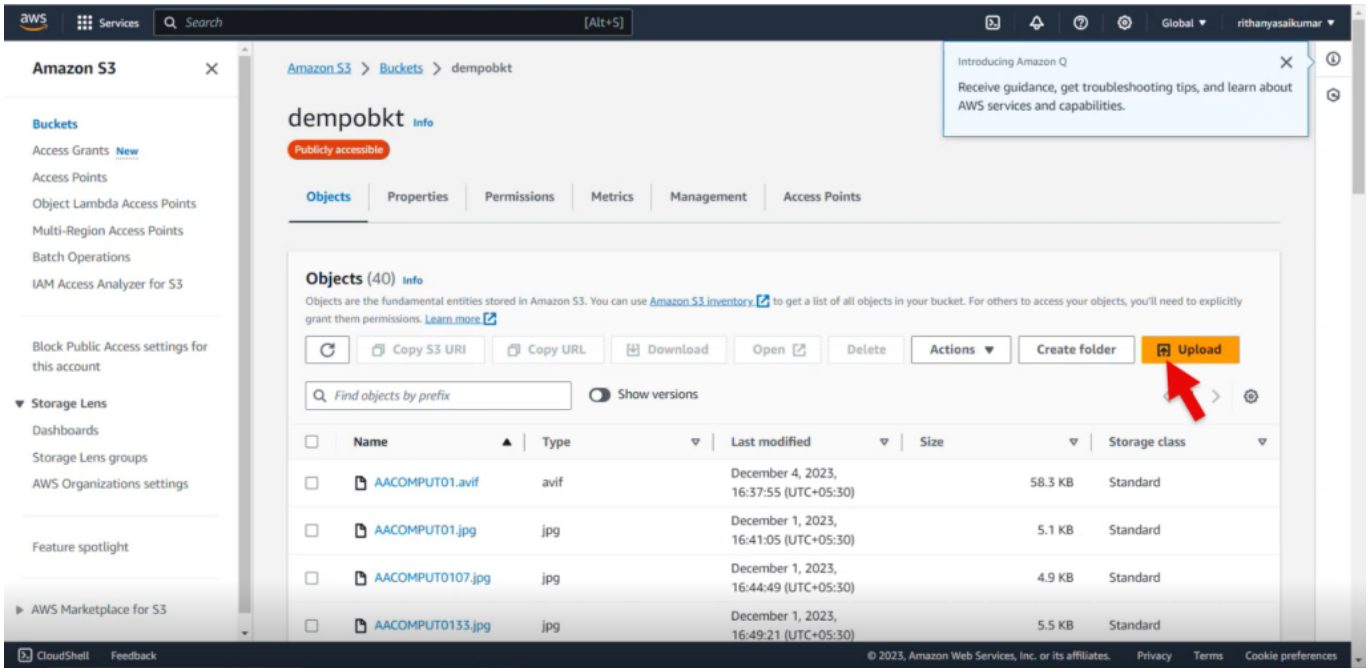 aws Services Search [Alt+S] Global ▼ rithanyasaikumar ▼
Amazon S3
Buckets
Access Grants New
Access Points
Object Lambda Access Points
Multi-Region Access Points
Batch Operations
IAM Access Analyzer for S3
Block Public Access settings for
this account
▼ Storage Lens
Dashboards
Storage Lens groups
AWS Organizations settings
Feature spotlight
▶ AWS Marketplace for S3
Amazon S3 > Buckets > dempobkt
dempobkt Info
Publicly accessible
Introducing Amazon Q
Receive guidance, get troubleshooting tips, and learn about
AWS services and capabilities.
Objects Properties Permissions Metrics Management Access Points
Objects (40) Info
Objects are the fundamental entities stored in Amazon S3. You can use Amazon S3 inventory to get a list of all objects in your bucket. For others to access your objects, you'll need to explicitly
grant them permissions. Learn more
Copy S3 URI Copy URL Download Open Delete Actions ▼ Create folder Upload
Find objects by prefix Show versions
Name Type Last modified Size Storage class
AACOMPUT01.avif avif December 4, 2023, 58.3 KB Standard
16:37:55 (UTC+05:30)
AACOMPUT01.jpg jpg December 1, 2023, 5.1 KB Standard
16:41:05 (UTC+05:30)
AACOMPUT0107.jpg jpg December 1, 2023, 4.9 KB Standard
16:44:49 (UTC+05:30)
AACOMPUT0133.jpg jpg December 1, 2023, 5.5 KB Standard
16:49:21 (UTC+05:30)
CloudShell Feedback © 2023, Amazon Web Services, Inc. or its affiliates. Privacy Terms Cookie preferences